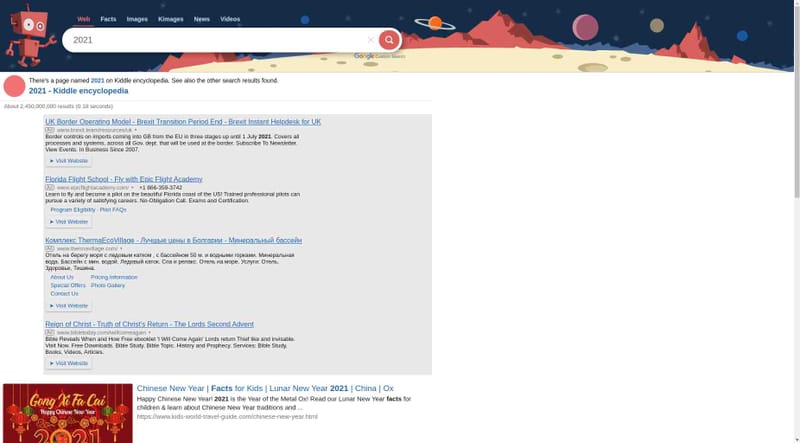 Web Facts Images Kimages News Videos
2021
Google Custom Search
There's a page named 2021 on Kiddle encyclopedia. See also the other search results found.
2021 - Kiddle encyclopedia
About 2,450,000,000 results (0.18 seconds)
UK Border Operating Model - Brexit Transition Period End - Brexit Instant Helpdesk for UK
Ad www.brexit.team/resources/uk
Border controls on imports coming into GB from the EU in three stages up until 1 July 2021. Covers all
processes and systems, across all Gov. dept. that will be used at the border. Subscribe To Newsletter.
View Events. In Business Since 2007.
► Visit Website
Florida Flight School - Fly with Epic Flight Academy
Ad www.epicflightacademy.com/ +1 866-359-3742
Learn to fly and become a pilot on the beautiful Florida coast of the US! Trained professional pilots can
pursue a variety of satisfying careers. No-Obligation Call. Exams and Certification.
Program Eligibility · Pilot FAQs
► Visit Website
Комплекс ThermaEcoVillage - Лучшые цены в Болгарии - Минеральный бассейн
Ad www.thermavillage.com/
Отель на берегу моря с ледовым катком , с бассейном 50 м. и водными горками. Минеральная
вода. Бассейн с мин. водой. Ледовый каток. Спа и релакс. Отель на море. Услуги: Отель,
Здоровье, Тишина.
About Us Pricing Information
Special Offers Photo Gallery
Contact Us
► Visit Website
Reign of Christ - Truth of Christ's Return - The Lords Second Advent
Ad www.bibletoday.com/iwillcomeagain
Bible Reveals When and How Free ebooklet 'I Will Come Again' Lords return Thief like and Invisable.
Visit Now. Free Downloads. Bible Study. Bible Topic. History and Prophecy. Services: Bible Study,
Books, Videos, Articles.
► Visit Website
Gong Xi Fa Cai
Happy Chinese New Year
2021
Chinese New Year | Facts for Kids | Lunar New Year 2021 | China | Ox
Happy Chinese New Year! 2021 is the Year of the Metal Ox! Read our Lunar New Year facts for
children & learn about Chinese New Year traditions and ...
https://www.kids-world-travel-guide.com/chinese-new-year.html